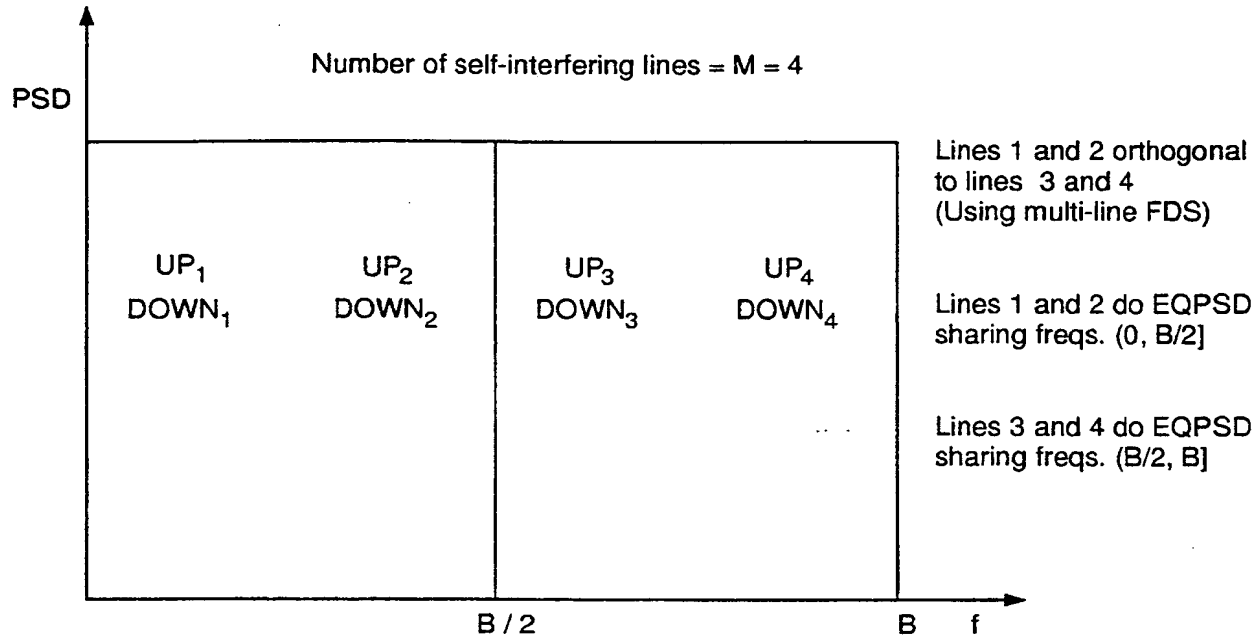 Number of self-interfering lines = M = 4
PSD
Lines 1 and 2 orthogonal
to lines 3 and 4
(Using multi-line FDS)
UP₁ UP₂ UP₃ UP₄
DOWN₁ DOWN₂ DOWN₃ DOWN₄
Lines 1 and 2 do EQPSD
sharing freqs. (0, B/2]
Lines 3 and 4 do EQPSD
sharing freqs. (B/2, B]
B / 2 B f